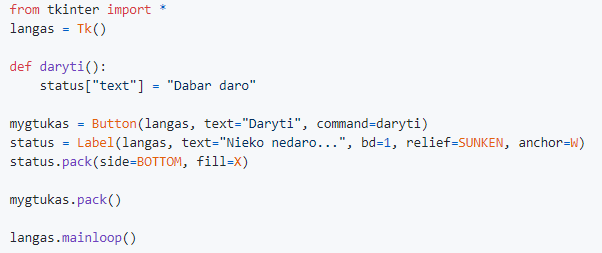 from tkinter import *
langas = Tk()
def daryti():
    status["text"] = "Dabar daro"
mygtukas = Button(langas, text="Daryti", command=daryti)
status = Label(langas, text="Nieko nedaro...", bd=1, relief=SUNKEN, anchor=W)
status.pack(side=BOTTOM, fill=X)
mygtukas.pack()
langas.mainloop()